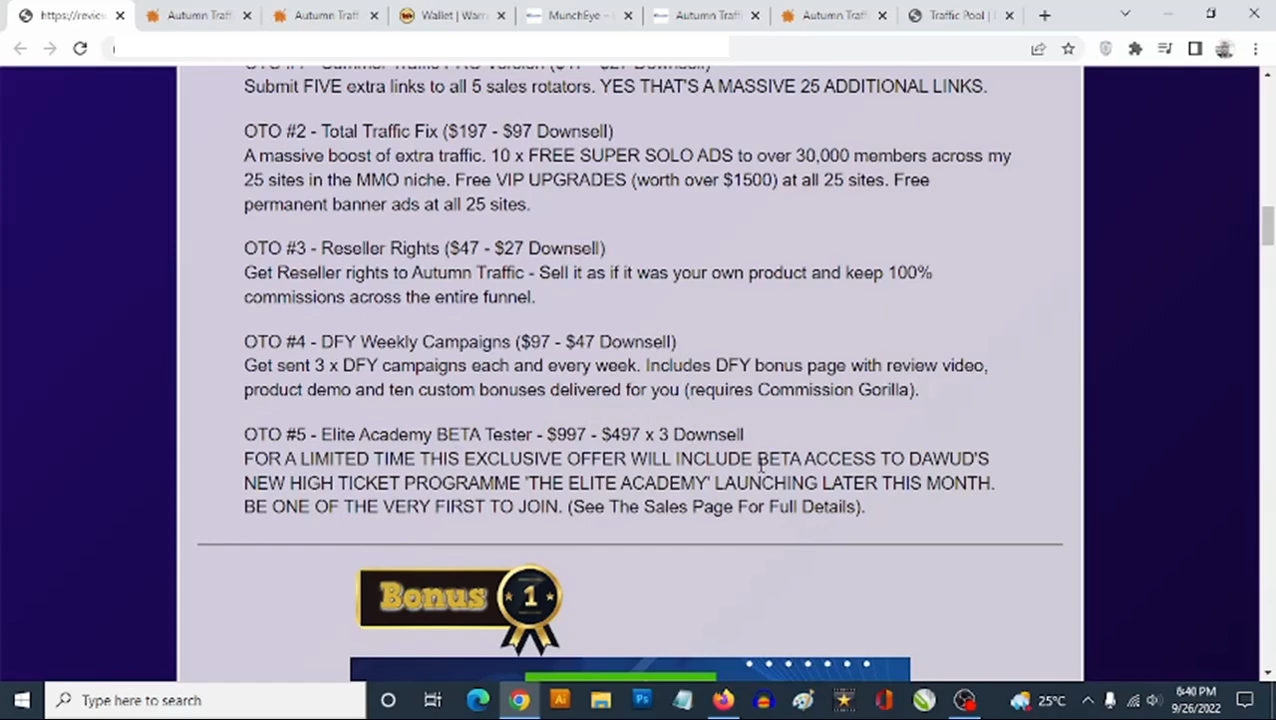 https://review
Autumn Traff
Autumn Traff
Wallet | Warri
MunchEye –
Autumn Traff
Autumn Traff
Traffic Pool |
Submit FIVE extra links to all 5 sales rotators. YES THAT'S A MASSIVE 25 ADDITIONAL LINKS.
OTO #2 - Total Traffic Fix ($197 - $97 Downsell)
A massive boost of extra traffic. 10 x FREE SUPER SOLO ADS to over 30,000 members across my
25 sites in the MMO niche. Free VIP UPGRADES (worth over $1500) at all 25 sites. Free
permanent banner ads at all 25 sites.
OTO #3 - Reseller Rights ($47 - $27 Downsell)
Get Reseller rights to Autumn Traffic - Sell it as if it was your own product and keep 100%
commissions across the entire funnel.
OTO #4 - DFY Weekly Campaigns ($97 - $47 Downsell)
Get sent 3 x DFY campaigns each and every week. Includes DFY bonus page with review video,
product demo and ten custom bonuses delivered for you (requires Commission Gorilla).
OTO #5 - Elite Academy BETA Tester - $997 - $497 x 3 Downsell
FOR A LIMITED TIME THIS EXCLUSIVE OFFER WILL INCLUDE BETA ACCESS TO DAWUD'S
NEW HIGH TICKET PROGRAMME 'THE ELITE ACADEMY' LAUNCHING LATER THIS MONTH.
BE ONE OF THE VERY FIRST TO JOIN. (See The Sales Page For Full Details).
Bonus 1
Type here to search
25°C
6:40 PM
9/26/2022